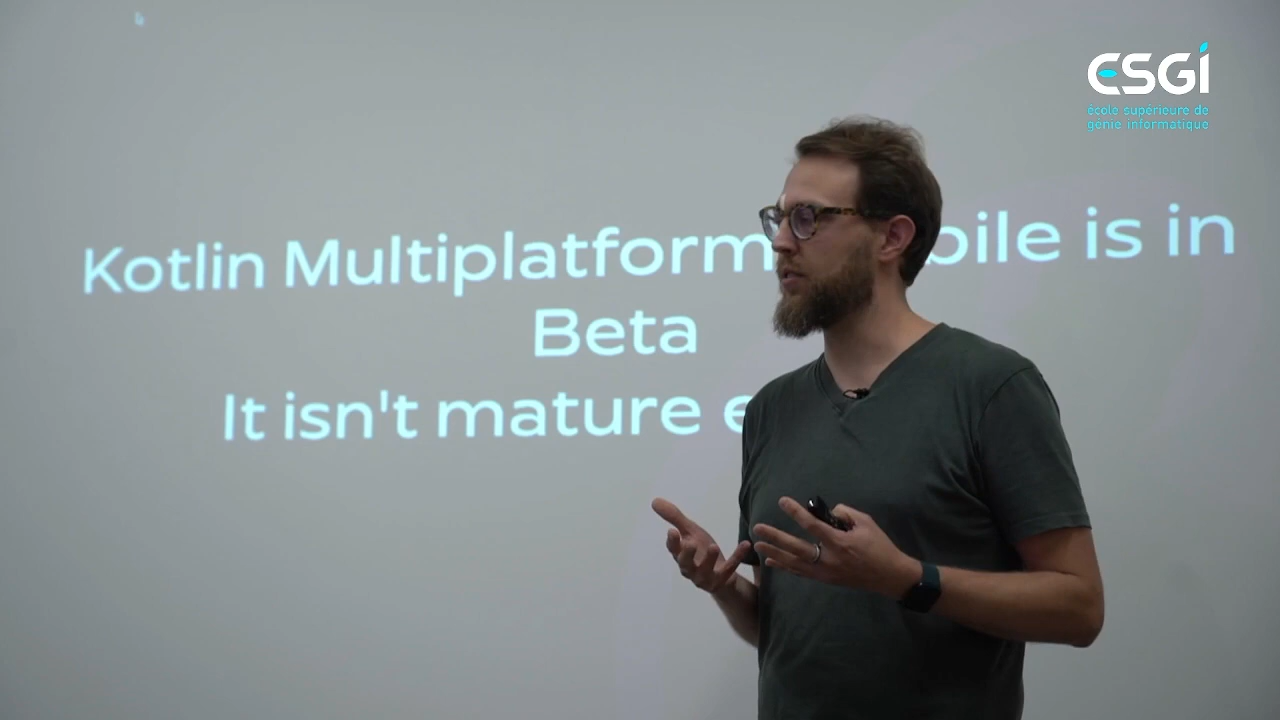 ESGI
école supérieure de
génie informatique
Kotlin Multiplatform bile is in
Beta
It isn't mature